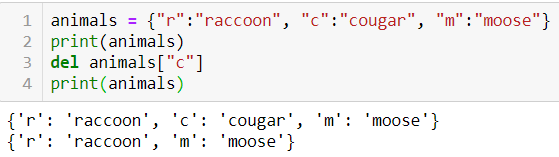 1 animals = {"r":"raccoon", "c":"cougar", "m":"moose"}
2 print(animals)
3 del animals["c"]
4 print(animals)
{'r': 'raccoon', 'c': 'cougar', 'm': 'moose'}
{'r': 'raccoon', 'm': 'moose'}